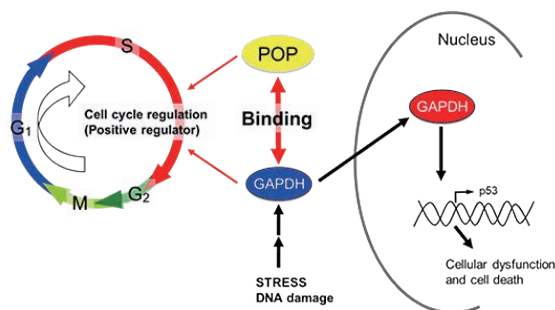 Nucleus
S
POP
Cell cycle regulation
(Positive regulator)
Binding
GAPDH
G1
GAPDH
p53
G2
M
STRESS
DNA damage
Cellular dysfunction
and cell death